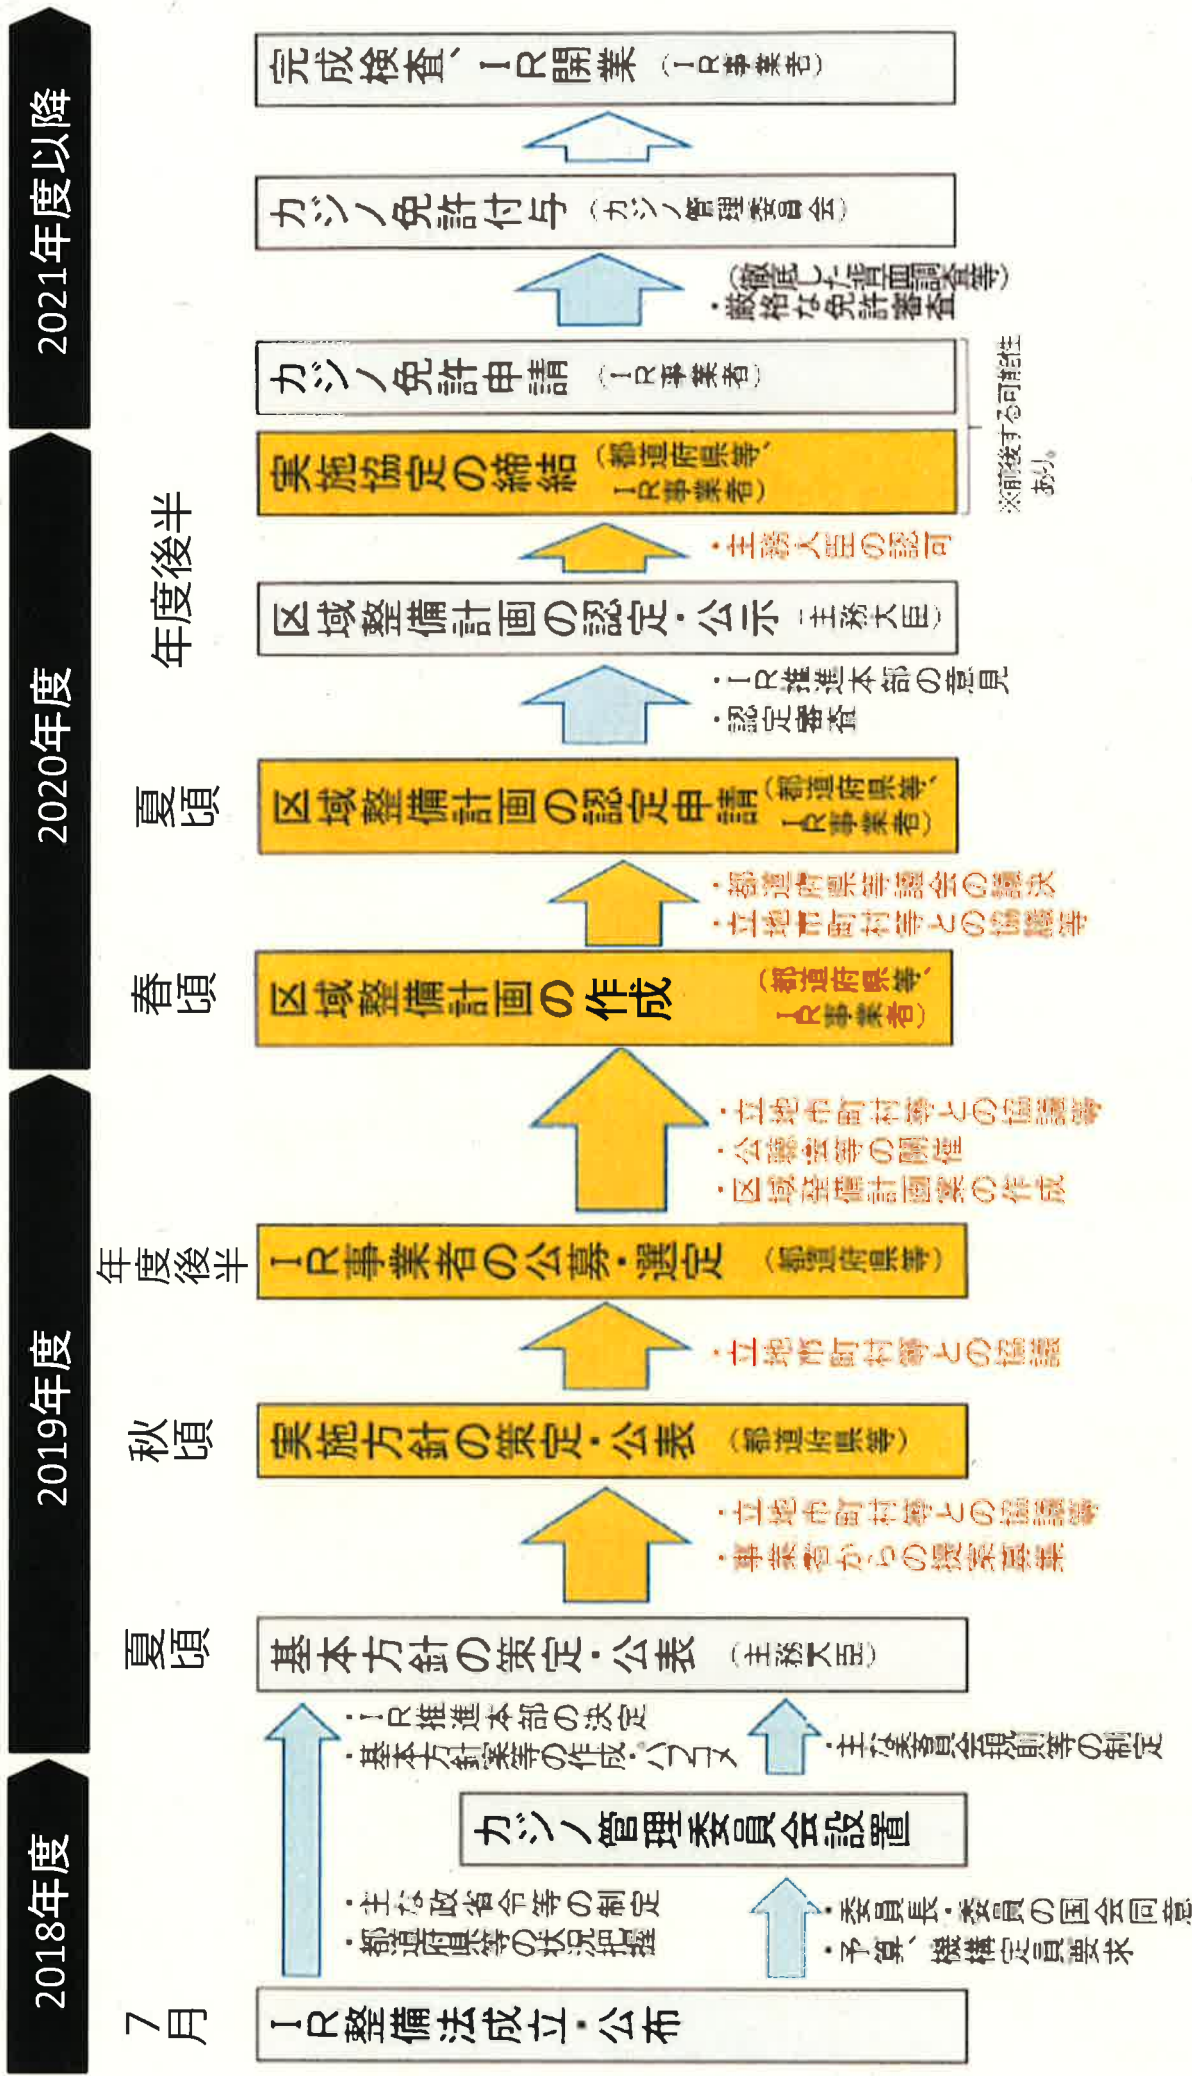 2018年度
2019年度
2020年度
2021年度以降
7月
夏頃
秋頃
年度後半
春頃
夏頃
年度後半
IR整備法成立・公布
・主な政省令等の制定
・都道府県等の状況把握
・委員長・委員の国会同意
・予算、機構定員要求
カジノ管理委員会設置
・IR推進本部の決定
・基本方針案等の作成・パブコメ
・主な委員会規則等の制定
基本方針の策定・公表（主務大臣）
・立地市町村等との協議等
・事業者からの提案募集
実施方針の策定・公表（都道府県等）
・立地市町村等との協議
IR事業者の公募・選定（都道府県等）
・立地市町村等との協議等
・公聴会等の開催
・区域整備計画案の作成
区域整備計画の作成（都道府県等、
IR事業者）
・都道府県等議会の議決
・立地市町村等との協議等
区域整備計画の認定申請（都道府県等、
IR事業者）
・IR推進本部の意見
・認定審査
区域整備計画の認定・公示（主務大臣）
・主務大臣の認可
実施協定の締結（都道府県等、
IR事業者）
カジノ免許申請（IR事業者）
※前後する可能性
あり。
（徹底した背面調査等）
・厳格な免許審査
カジノ免許付与（カジノ管理委員会）
完成検査、IR開業（IR事業者）